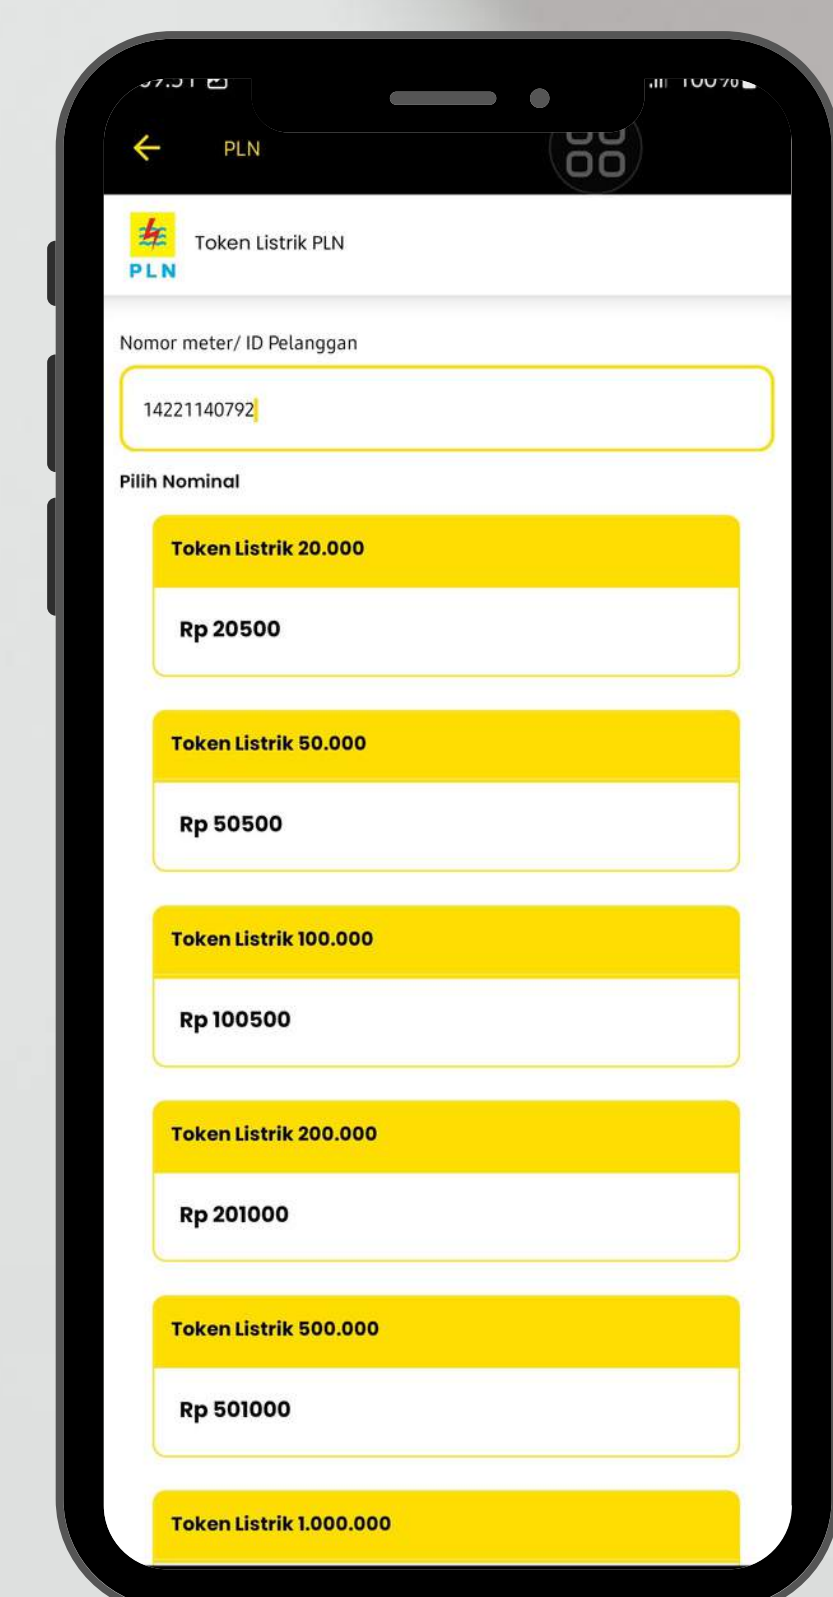 PLN
PLN
Token Listrik PLN
Nomor meter/ ID Pelanggan
14221140792
Pilih Nominal
Token Listrik 20.000
Rp 20500
Token Listrik 50.000
Rp 50500
Token Listrik 100.000
Rp 100500
Token Listrik 200.000
Rp 201000
Token Listrik 500.000
Rp 501000
Token Listrik 1.000.000